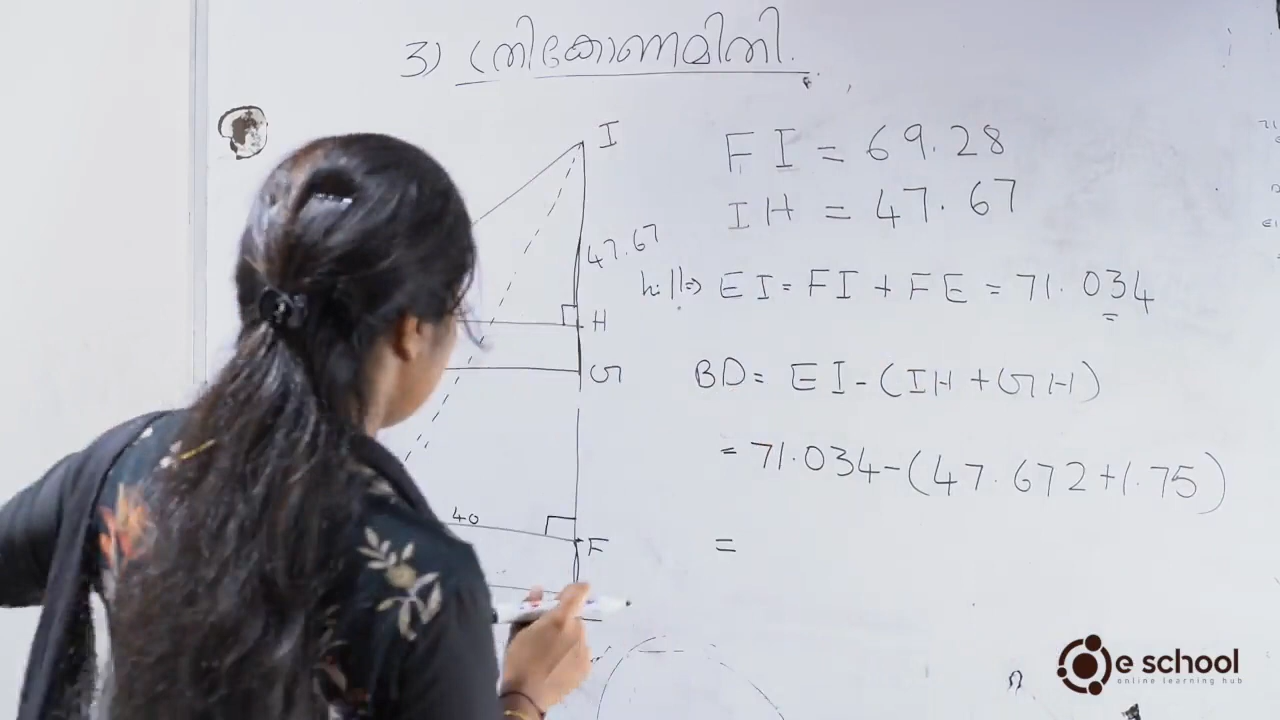 3) ത്രികോണമിതി.
I
FI = 69.28
IH = 47.67
47.67
hill⇒ EI = FI + FE = 71.034
H
G
BD = EI - (IH + GH)
= 71.034 - (47.672 + 1.75)
40
F
=
e school
online learning hub